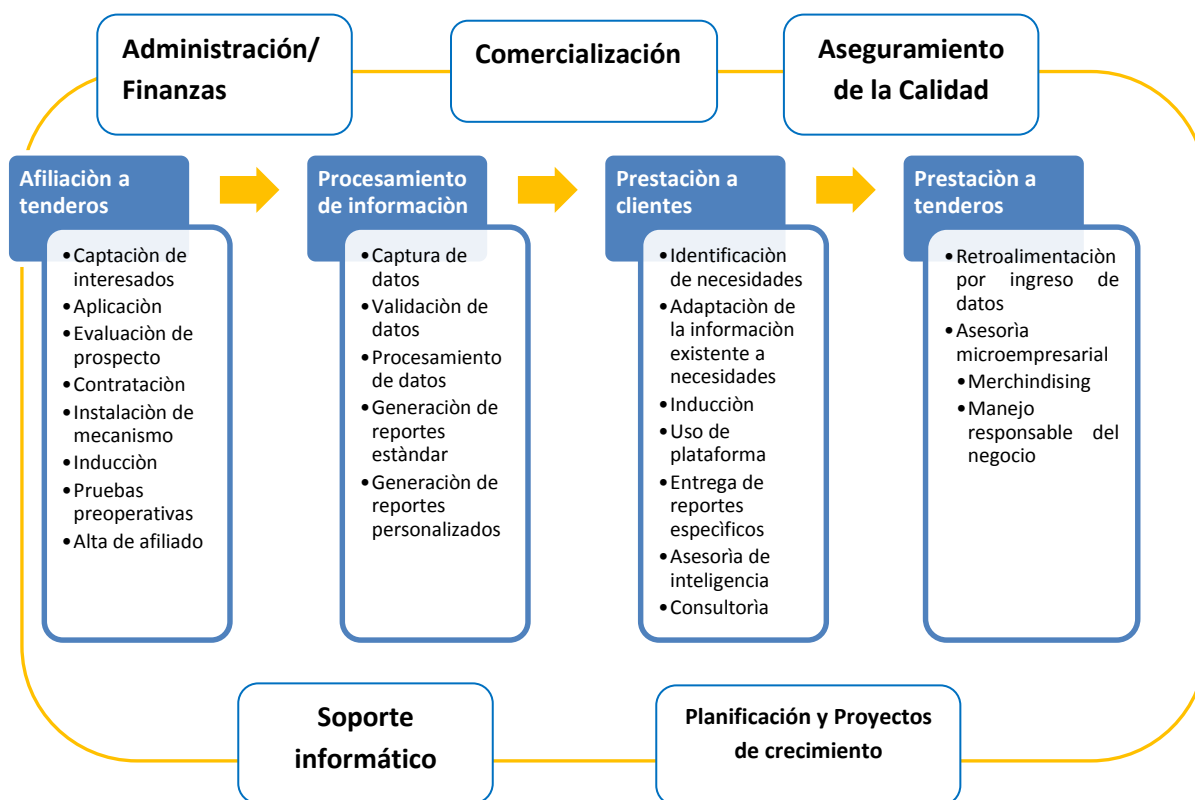 Administración/
Finanzas
Comercialización
Aseguramiento
de la Calidad
Afiliaciòn a
tenderos
•Captaciòn de
interesados
•Aplicaciòn
•Evaluaciòn de
prospecto
•Contrataciòn
•Instalaciòn de
mecanismo
•Inducciòn
•Pruebas
preoperativas
•Alta de afiliado
Procesamiento
de informaciòn
•Captura de
datos
•Validaciòn de
datos
•Procesamiento
de datos
•Generaciòn de
reportes
estàndar
•Generaciòn de
reportes
personalizados
Prestaciòn a
clientes
•Identificaciòn
de necesidades
•Adaptaciòn de
la informaciòn
existente a
necesidades
•Inducciòn
•Uso de
plataforma
•Entrega de
reportes
especìficos
•Asesorìa de
inteligencia
•Consultorìa
Prestaciòn a
tenderos
•Retroalimentaciòn
por ingreso de
datos
•Asesorìa
microempresarial
•Merchindising
•Manejo
responsable del
negocio
Soporte
informático
Planificación y Proyectos
de crecimiento